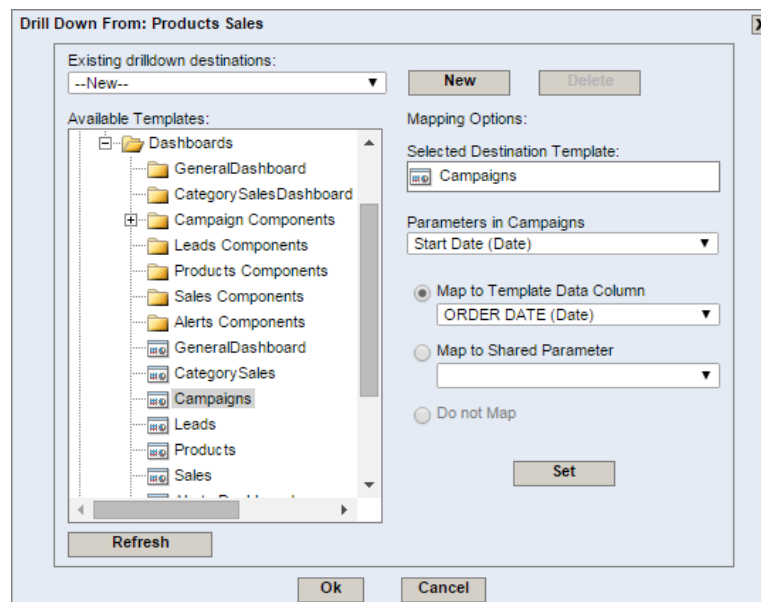 Drill Down From: Products Sales
X
Existing drilldown destinations:
--New--
New
Delete
Available Templates:
Dashboards
GeneralDashboard
CategorySalesDashboard
Campaign Components
Leads Components
Products Components
Sales Components
Alerts Components
GeneralDashboard
CategorySales
Campaigns
Leads
Products
Sales
Refresh
Mapping Options:
Selected Destination Template:
Campaigns
Parameters in Campaigns
Start Date (Date)
Map to Template Data Column
ORDER DATE (Date)
Map to Shared Parameter
Do not Map
Set
Ok
Cancel